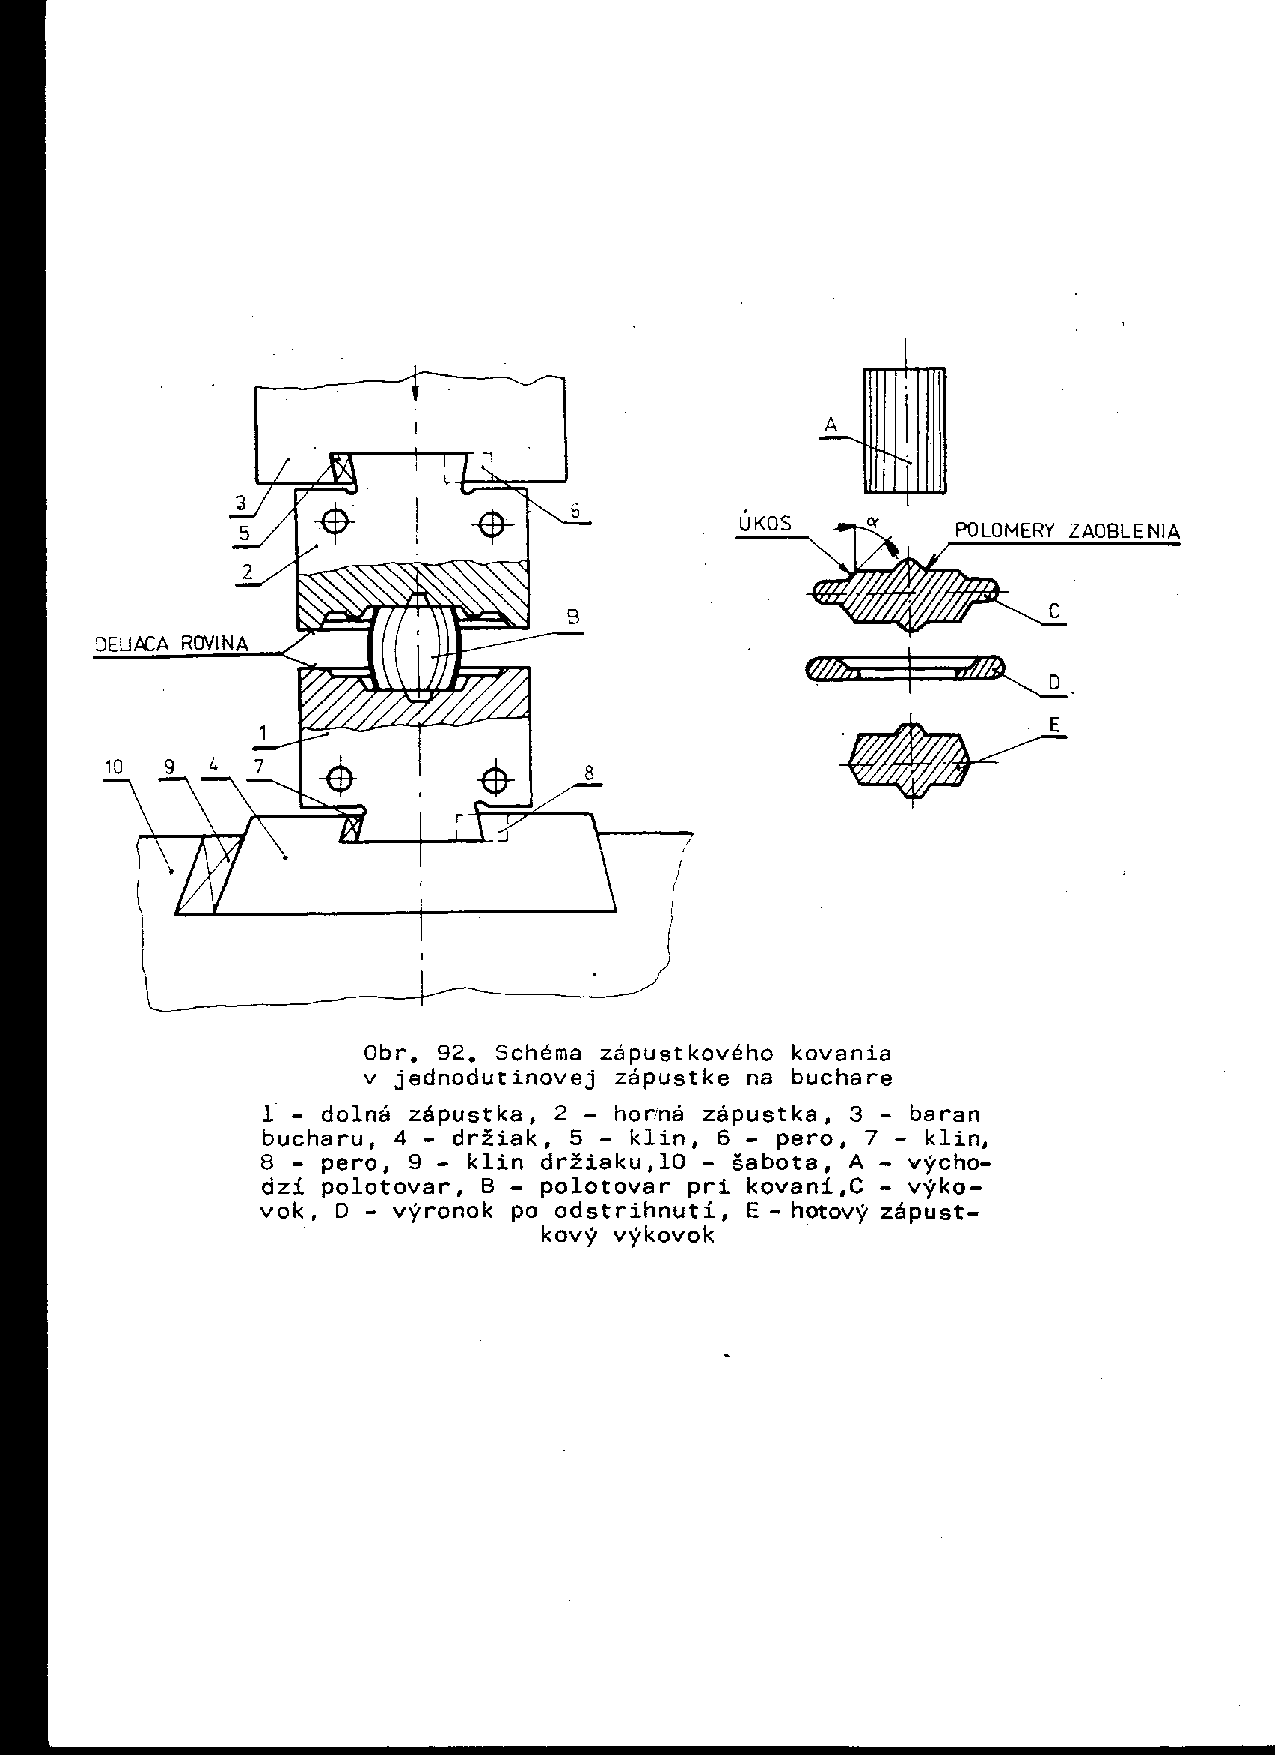 3
5
2
6
B
DELIACA ROVINA
1
10
9
4
7
8
A
ÚKOS
α
POLOMERY ZAOBLENIA
C
D
E
Obr. 92. Schéma zápustkového kovania
v jednodutinovej zápustke na buchare
1 - dolná zápustka, 2 - horná zápustka, 3 - baran
bucharu, 4 - držiak, 5 - klin, 6 - pero, 7 - klin,
8 - pero, 9 - klin držiaku,10 - šabota, A - výcho-
dzí polotovar, B - polotovar pri kovaní,C - výko-
vok, D - výronok po odstrihnutí, E - hotový zápust-
kový výkovok